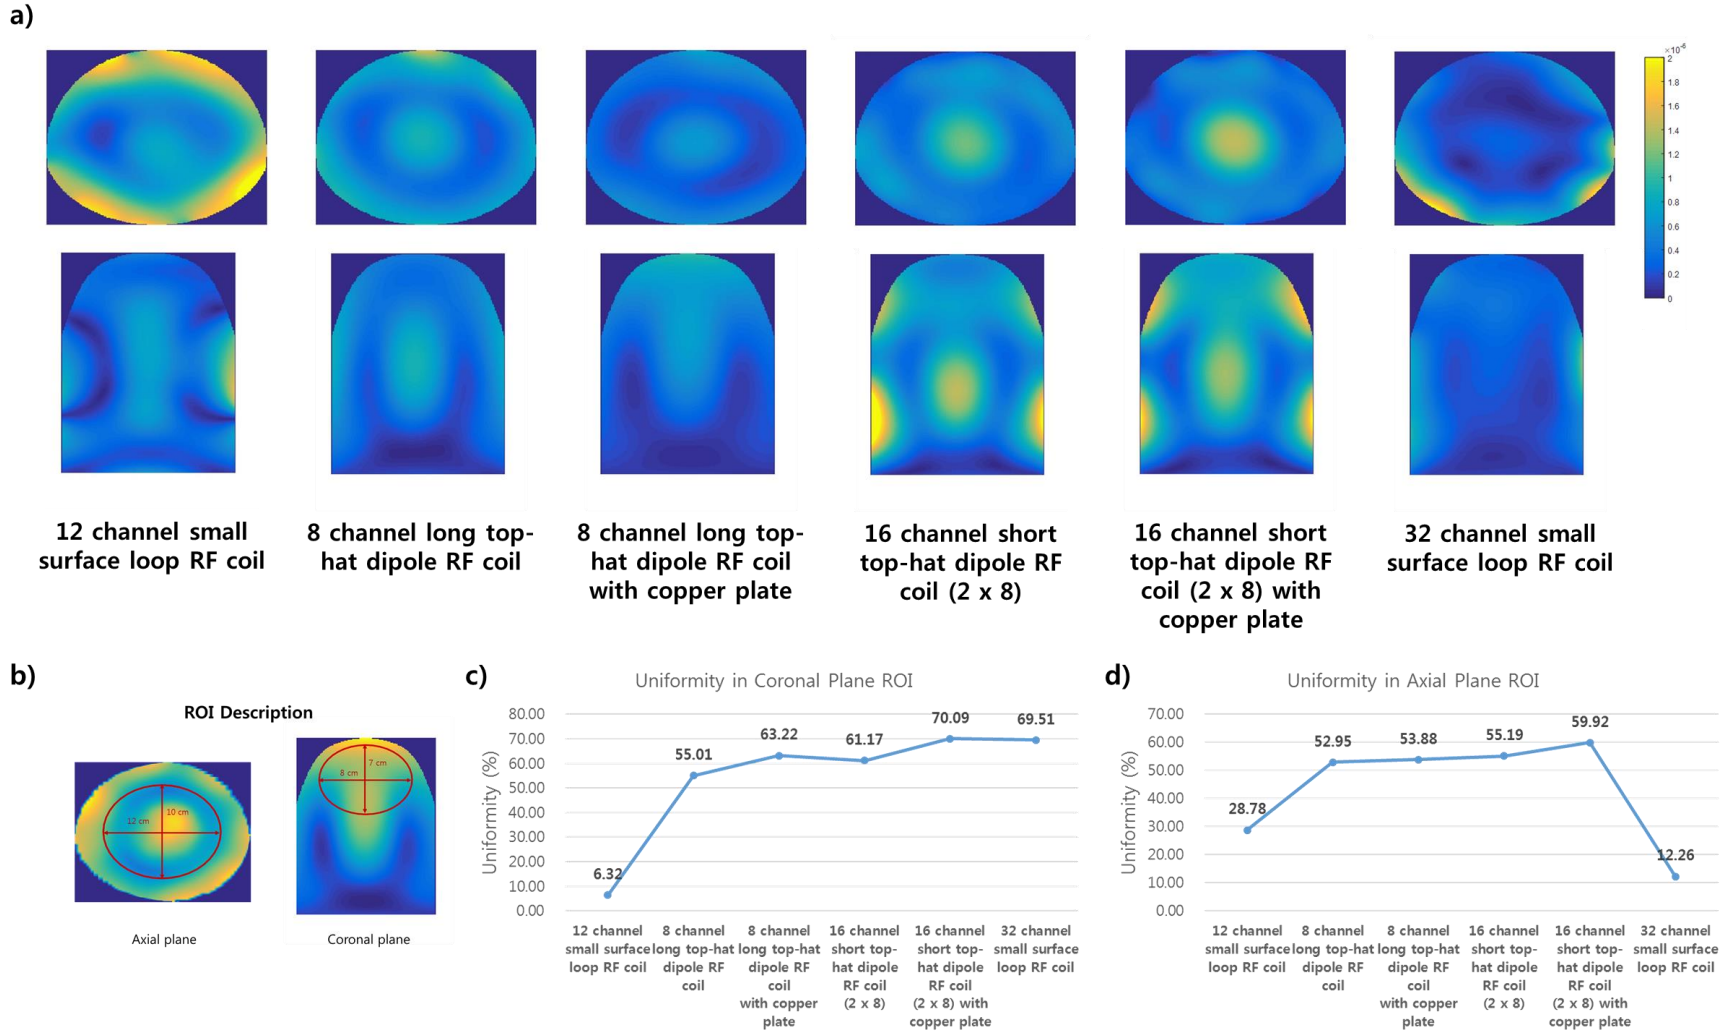 a)
×10⁻⁶
2
1.8
1.6
1.4
1.2
1
0.8
0.6
0.4
0.2
0
12 channel small
surface loop RF coil
8 channel long top-
hat dipole RF coil
8 channel long top-
hat dipole RF coil
with copper plate
16 channel short
top-hat dipole RF
coil (2 x 8)
16 channel short
top-hat dipole RF
coil (2 x 8) with
copper plate
32 channel small
surface loop RF coil
b)
ROI Description
12 cm
10 cm
Axial plane
8 cm
7 cm
Coronal plane
c)
Uniformity in Coronal Plane ROI
Uniformity (%)
80.00
70.00
60.00
50.00
40.00
30.00
20.00
10.00
0.00
6.32
55.01
63.22
61.17
70.09
69.51
12 channel
small surface
loop RF coil
8 channel
long top-hat
dipole RF
coil
8 channel
long top-hat
dipole RF
coil
with copper
plate
16 channel
short top-
hat dipole
RF coil
(2 x 8)
16 channel
short top-
hat dipole
RF coil
(2 x 8) with
copper plate
32 channel
small surface
loop RF coil
d)
Uniformity in Axial Plane ROI
Uniformity (%)
70.00
60.00
50.00
40.00
30.00
20.00
10.00
0.00
28.78
52.95
53.88
55.19
59.92
12.26
12 channel
small surface
loop RF coil
8 channel
long top-hat
dipole RF
coil
8 channel
long top-hat
dipole RF
coil
with copper
plate
16 channel
short top-
hat dipole
RF coil
(2 x 8)
16 channel
short top-
hat dipole
RF coil
(2 x 8) with
copper plate
32 channel
small surface
loop RF coil